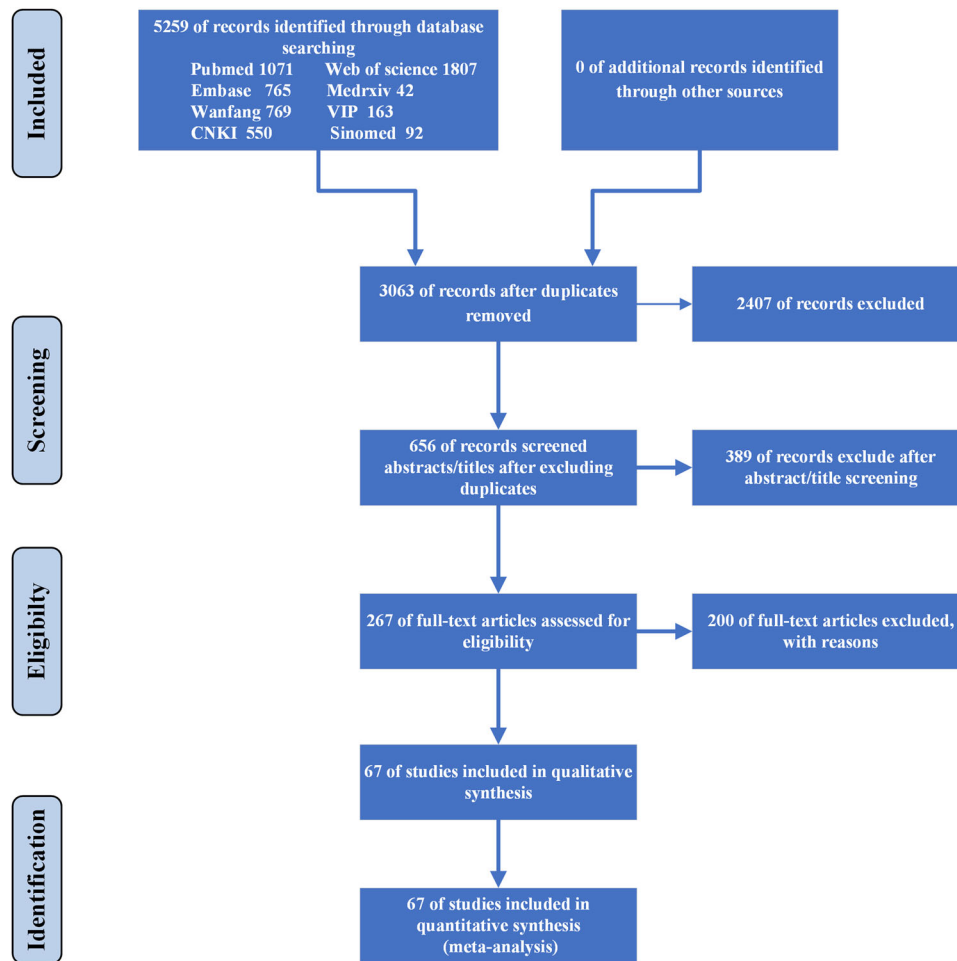 Included
5259 of records identified through database
searching
Pubmed 1071 Web of science 1807
Embase 765 Medrxiv 42
Wanfang 769 VIP 163
CNKI 550 Sinomed 92
0 of additional records identified
through other sources
Screening
3063 of records after duplicates
removed
2407 of records excluded
656 of records screened
abstracts/titles after excluding
duplicates
389 of records exclude after
abstract/title screening
Eligibilty
267 of full-text articles assessed for
eligibility
200 of full-text articles excluded,
with reasons
67 of studies included in qualitative
synthesis
Identification
67 of studies included in
quantitative synthesis
(meta-analysis)